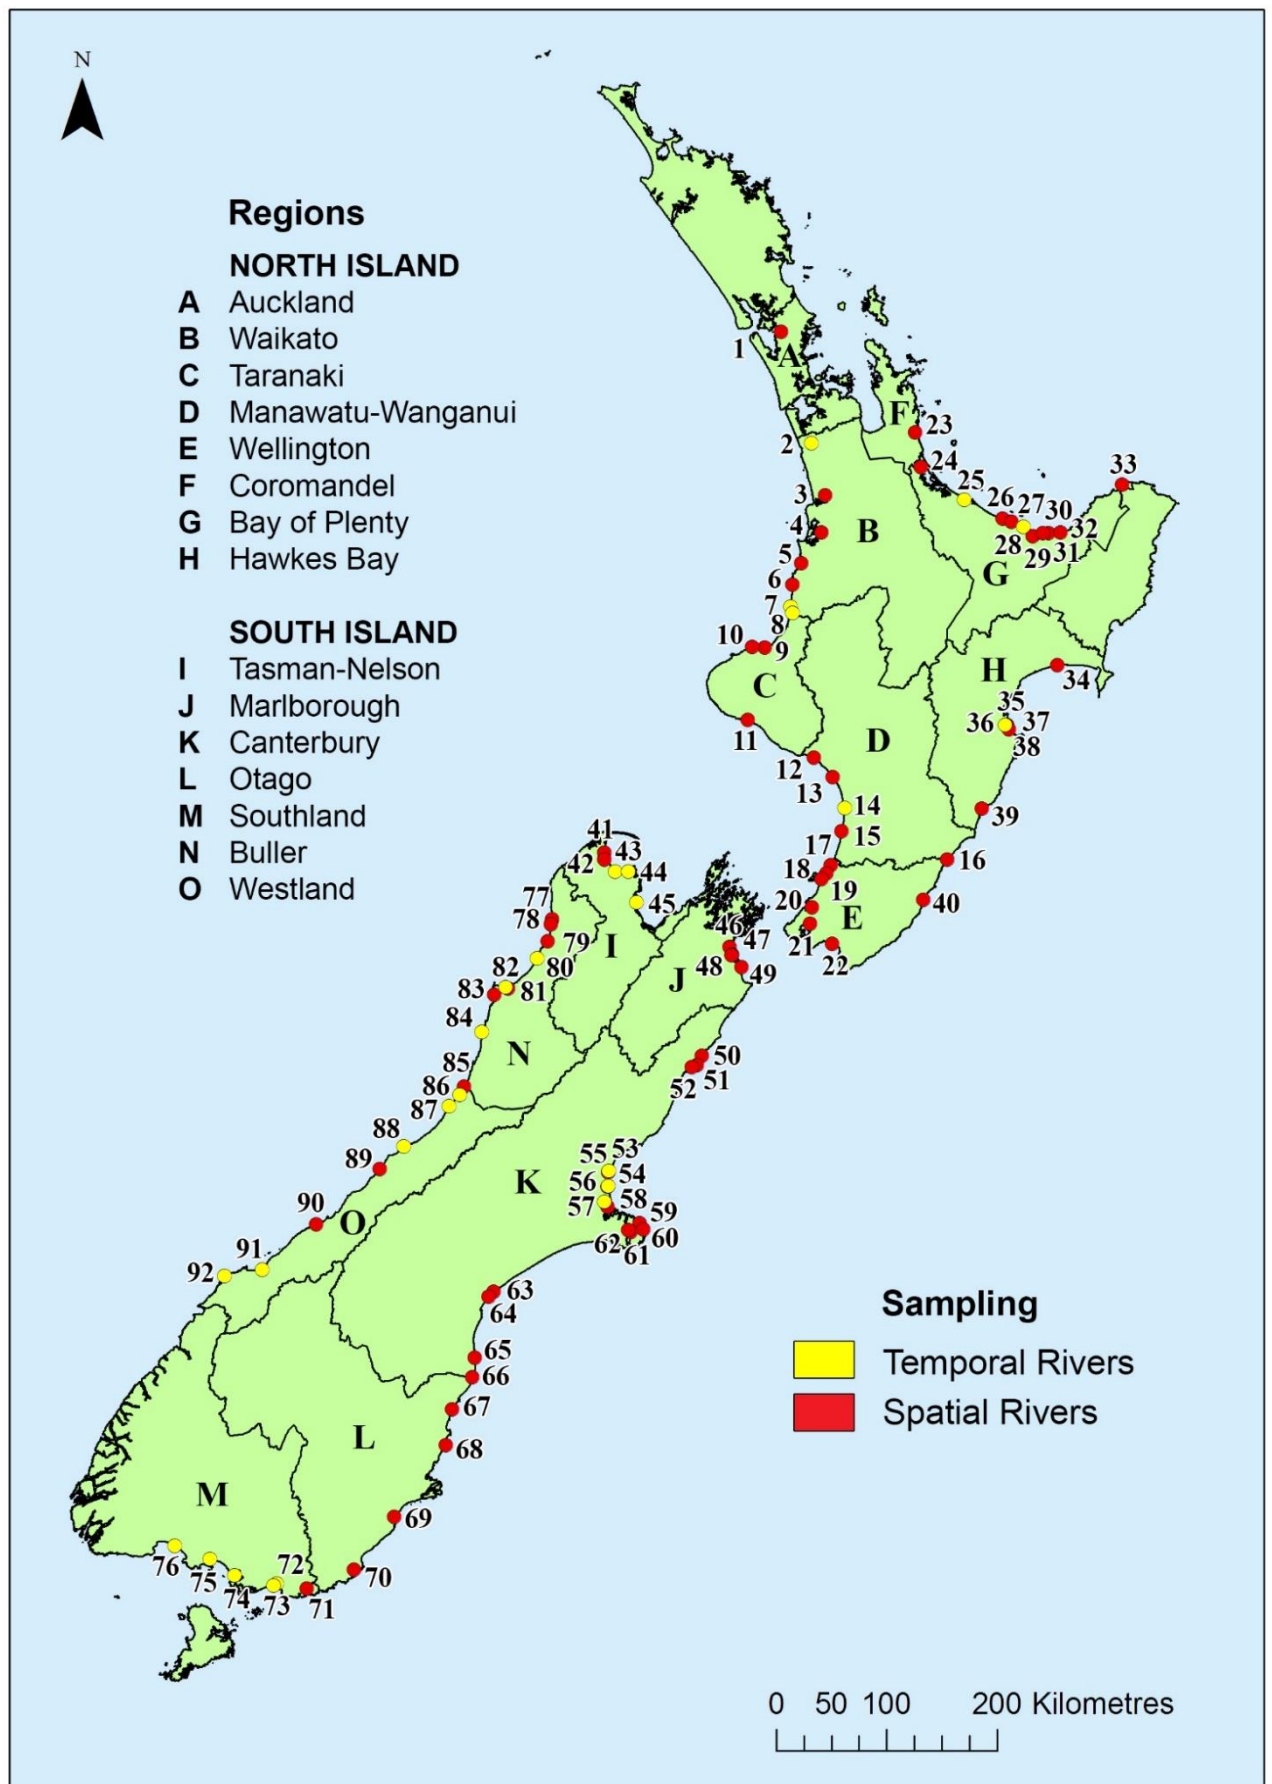 N
Regions
NORTH ISLAND
A Auckland
B Waikato
C Taranaki
D Manawatu-Wanganui
E Wellington
F Coromandel
G Bay of Plenty
H Hawkes Bay
SOUTH ISLAND
I Tasman-Nelson
J Marlborough
K Canterbury
L Otago
M Southland
N Buller
O Westland
1
A
F
23
2
24
33
25
3
26
27
30
4
B
32
28
29
31
5
G
6
7
8
10
9
H
34
C
35
36
37
11
D
38
12
13
14
39
41
15
17
43
16
42
44
18
19
77
45
20
40
78
46
E
79
I
47
21
22
48
49
82
80
J
83
81
84
N
50
85
51
86
52
87
88
53
55
89
54
56
K
57
58
90
59
O
60
62
61
91
92
63
64
65
66
67
L
68
M
69
76
72
70
75
74
73
71
Sampling
Temporal Rivers
Spatial Rivers
0 50 100 200 Kilometres